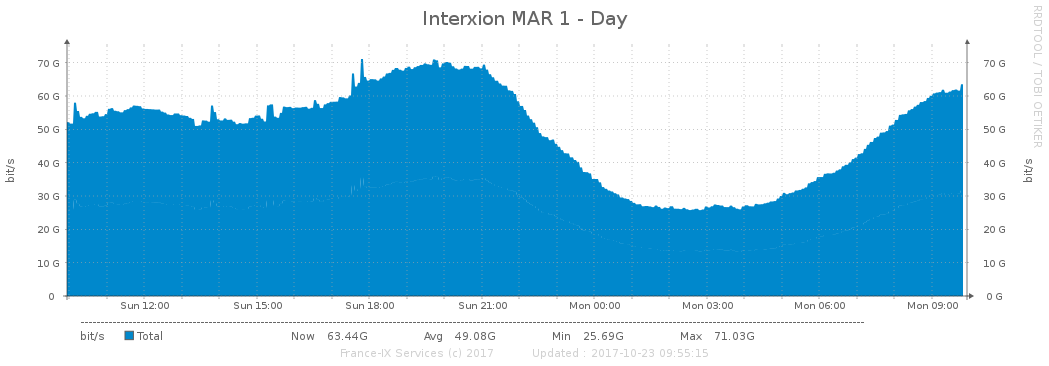 Interxion MAR 1 - Day
RRDTOOL / TOBI OETIKER
bit/s
70 G 70 G
60 G 60 G
50 G 50 G
40 G 40 G
30 G 30 G
20 G 20 G
10 G 10 G
0 0 G
bit/s
Sun 12:00 Sun 15:00 Sun 18:00 Sun 21:00 Mon 00:00 Mon 03:00 Mon 06:00 Mon 09:00
bit/s Total Now 63.44G Avg 49.08G Min 25.69G Max 71.03G
France-IX Services (c) 2017 Updated : 2017-10-23 09:55:15